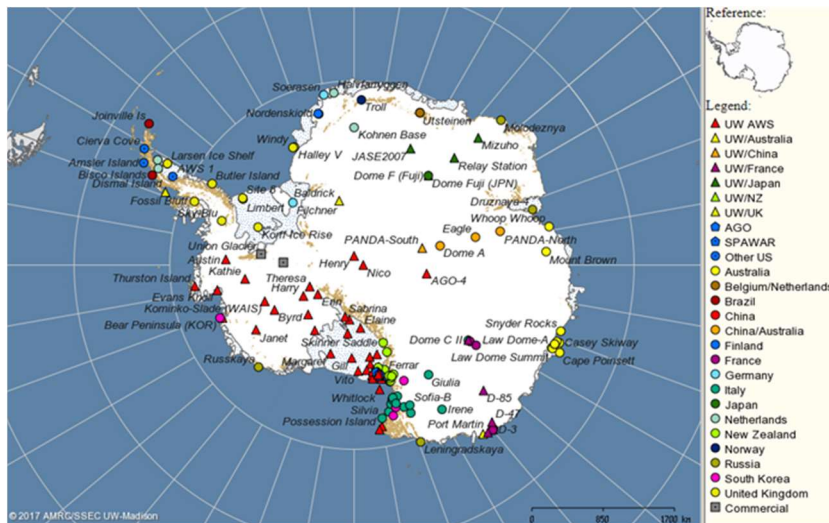 Reference:
Legend:
UW AWS
UW/Australia
UW/China
UW/France
UW/Japan
UW/NZ
UW/UK
AGO
SPAWAR
Other US
Australia
Belgium/Netherlands
Brazil
China
China/Australia
Finland
France
Germany
Italy
Japan
Netherlands
New Zealand
Norway
Russia
South Korea
United Kingdom
Commercial
Soerasen
Troll
Utsteinen
Molodeznya
Joinville Is
Nordenskiold
Kohnen Base
Mizuho
Cierva Cove
Windy
Halley V
JASE2007
Relay Station
Amsler Island
Larsen Ice Shelf
AWS 1
Bisco Islands
Butler Island
Dome F (Fuji)
Dome Fuji (JPN)
Dismal Island
Site 8
Baldrick
Druznaya-4
Fossil Bluff
Limbert
Filchner
Eagle
Whoop Whoop
Sky Blu
Korff Ice Rise
PANDA-South
PANDA-North
Union Glacier
Dome A
Mount Brown
Austin
Kathie
Henry
Nico
Theresa
AGO-4
Thurston Island
Harry
Evans Knoll
Erin
Sabrina
Kominko-Slade (WAIS)
Byrd
Elaine
Bear Peninsula (KOR)
Snyder Rocks
Janet
Skinner Saddle
Dome C II
Law Dome-A
Casey Skiway
Law Dome Summit
Cape Poinsett
Russkaya
Margaret
Gill
Ferrar
Vito
Giulia
Whitlock
Sofia-B
D-85
Silvia
Irene
D-47
Possession Island
Port Martin
D-3
Leningradskaya
© 2017 AMRC/SSEC UW-Madison
0 850 1700 km